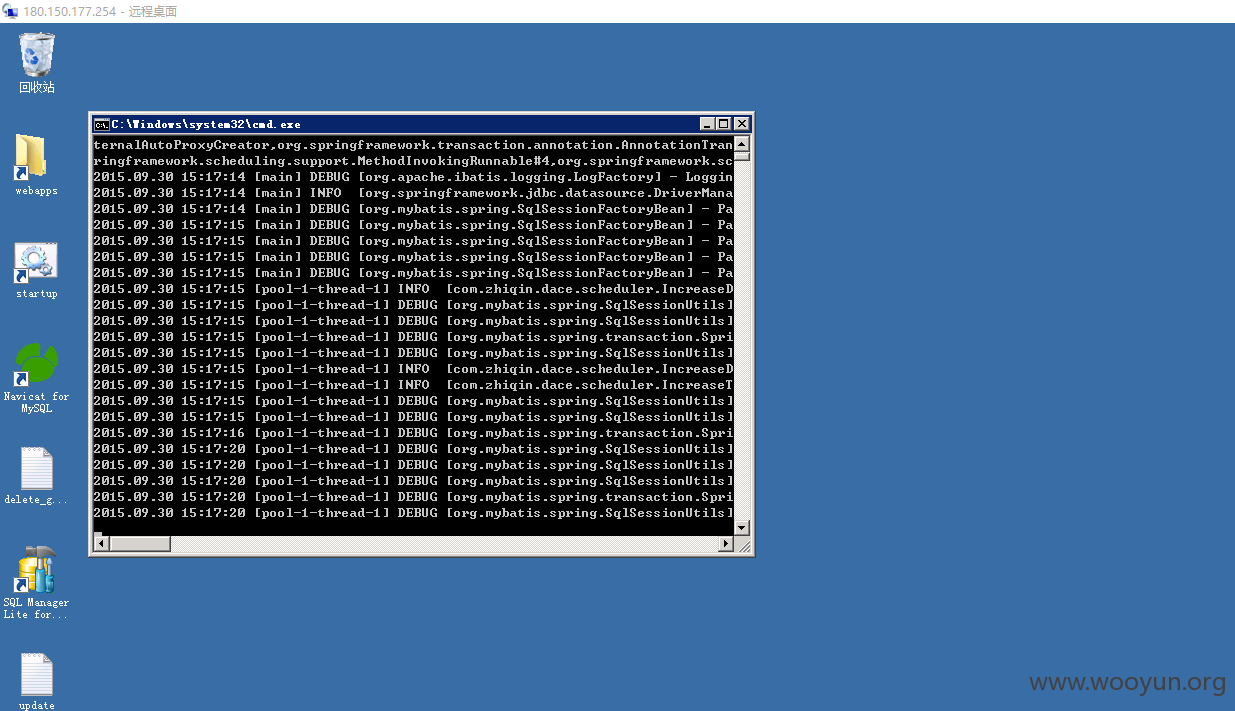 180.150.177.254 - 远程桌面
回收站
webapps
startup
Navicat for
MySQL
delete_g...
SQL Manager
Lite for...
update
C:\Windows\system32\cmd.exe
ternalAutoProxyCreator,org.springframework.transaction.annotation.AnnotationTran
ringframework.scheduling.support.MethodInvokingRunnable#4,org.springframework.sc
2015.09.30 15:17:14 [main] DEBUG [org.apache.ibatis.logging.LogFactory] - Loggin
2015.09.30 15:17:14 [main] INFO  [org.springframework.jdbc.datasource.DriverMana
2015.09.30 15:17:14 [main] DEBUG [org.mybatis.spring.SqlSessionFactoryBean] - Pa
2015.09.30 15:17:15 [main] DEBUG [org.mybatis.spring.SqlSessionFactoryBean] - Pa
2015.09.30 15:17:15 [main] DEBUG [org.mybatis.spring.SqlSessionFactoryBean] - Pa
2015.09.30 15:17:15 [main] DEBUG [org.mybatis.spring.SqlSessionFactoryBean] - Pa
2015.09.30 15:17:15 [main] DEBUG [org.mybatis.spring.SqlSessionFactoryBean] - Pa
2015.09.30 15:17:15 [pool-1-thread-1] INFO  [com.zhiqin.dace.scheduler.IncreaseD
2015.09.30 15:17:15 [pool-1-thread-1] DEBUG [org.mybatis.spring.SqlSessionUtils]
2015.09.30 15:17:15 [pool-1-thread-1] DEBUG [org.mybatis.spring.SqlSessionUtils]
2015.09.30 15:17:15 [pool-1-thread-1] DEBUG [org.mybatis.spring.transaction.Spri
2015.09.30 15:17:15 [pool-1-thread-1] DEBUG [org.mybatis.spring.SqlSessionUtils]
2015.09.30 15:17:15 [pool-1-thread-1] INFO  [com.zhiqin.dace.scheduler.IncreaseD
2015.09.30 15:17:15 [pool-1-thread-1] INFO  [com.zhiqin.dace.scheduler.IncreaseT
2015.09.30 15:17:15 [pool-1-thread-1] DEBUG [org.mybatis.spring.SqlSessionUtils]
2015.09.30 15:17:15 [pool-1-thread-1] DEBUG [org.mybatis.spring.SqlSessionUtils]
2015.09.30 15:17:16 [pool-1-thread-1] DEBUG [org.mybatis.spring.transaction.Spri
2015.09.30 15:17:20 [pool-1-thread-1] DEBUG [org.mybatis.spring.SqlSessionUtils]
2015.09.30 15:17:20 [pool-1-thread-1] DEBUG [org.mybatis.spring.SqlSessionUtils]
2015.09.30 15:17:20 [pool-1-thread-1] DEBUG [org.mybatis.spring.SqlSessionUtils]
2015.09.30 15:17:20 [pool-1-thread-1] DEBUG [org.mybatis.spring.transaction.Spri
2015.09.30 15:17:20 [pool-1-thread-1] DEBUG [org.mybatis.spring.SqlSessionUtils]
www.wooyun.org